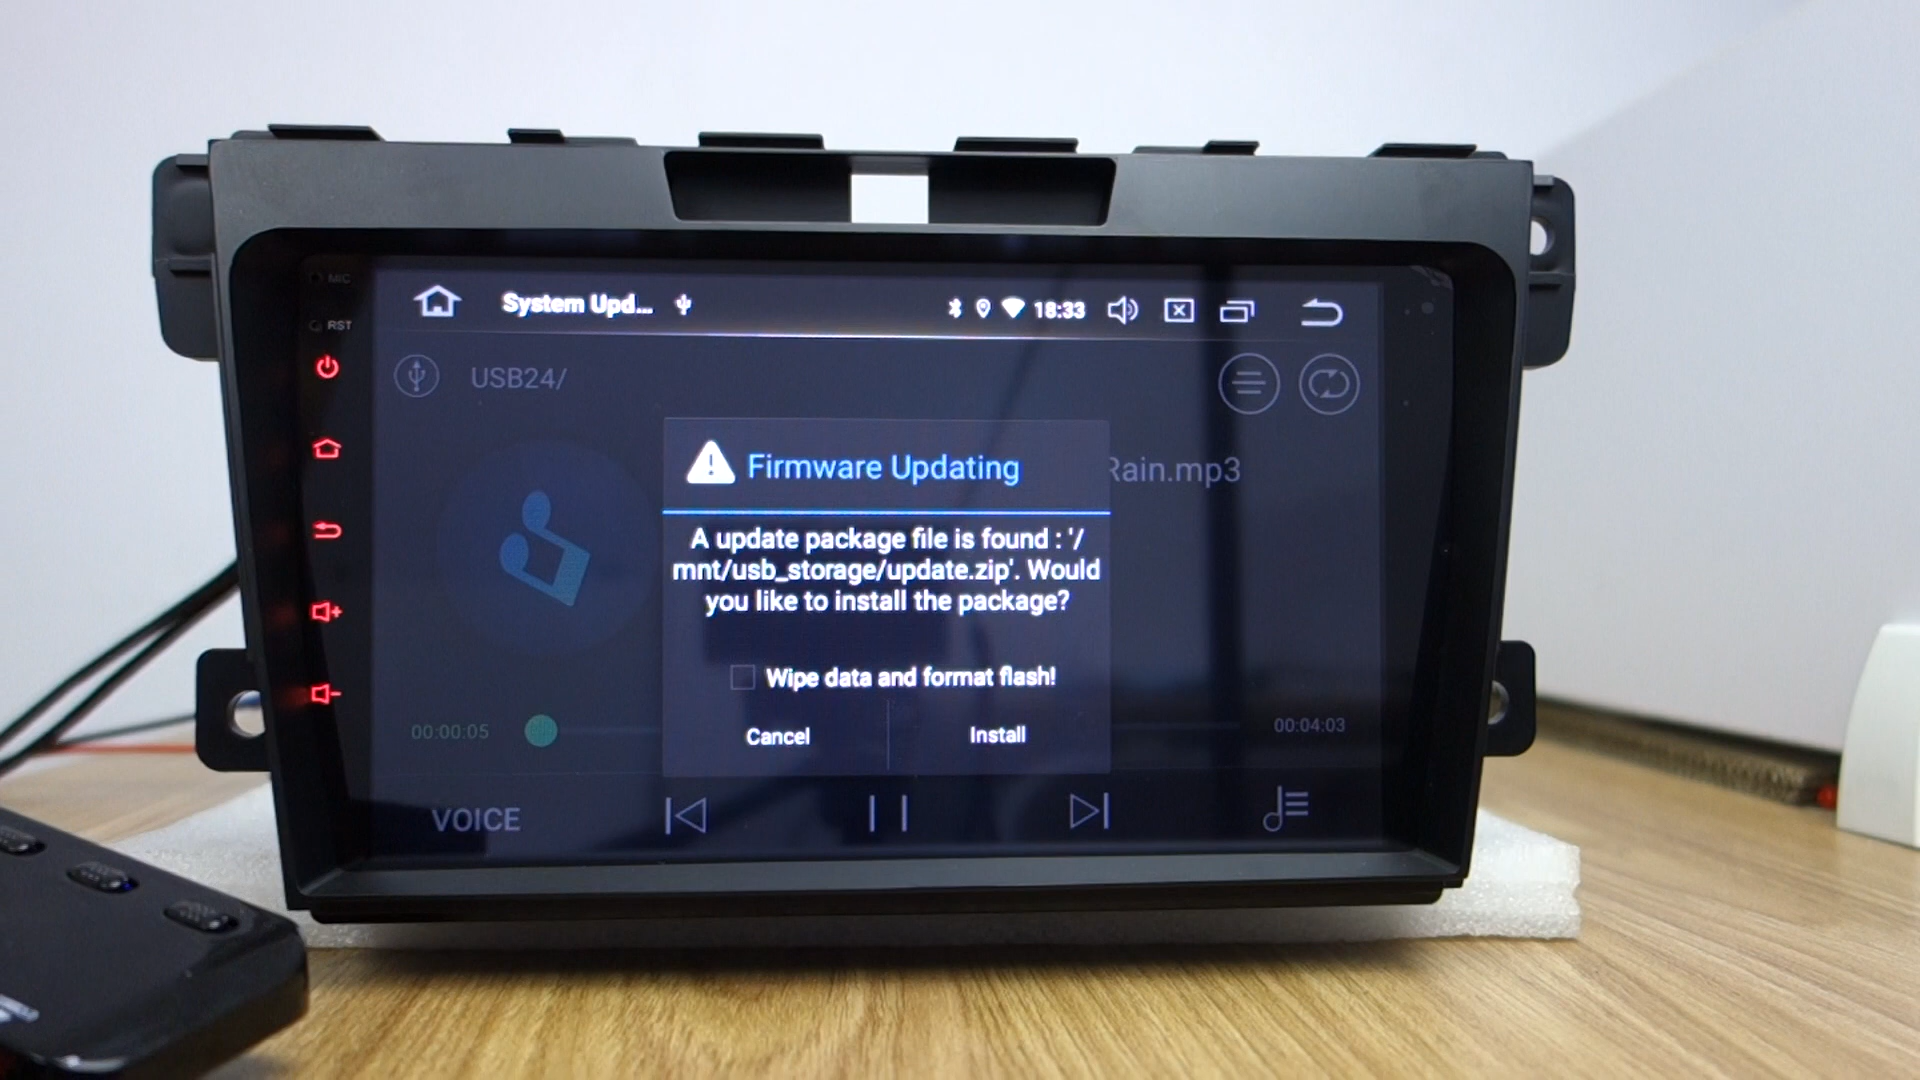 MIC
RST
System Upd...
18:33
USB24/
Rain.mp3
Firmware Updating
A update package file is found : '/
mnt/usb_storage/update.zip'. Would
you like to install the package?
Wipe data and format flash!
Cancel
Install
00:00:05
00:04:03
VOICE